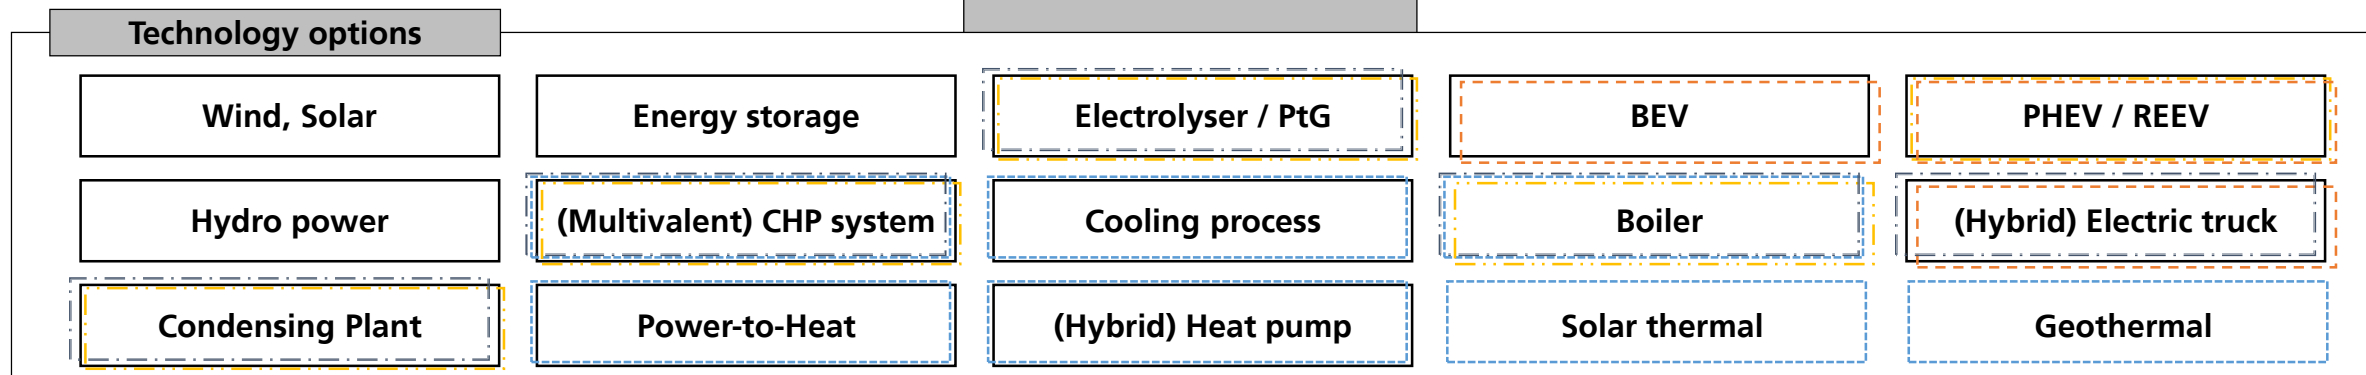 Technology options
Wind, Solar
Energy storage
Electrolyser / PtG
BEV
PHEV / REEV
Hydro power
(Multivalent) CHP system
Cooling process
Boiler
(Hybrid) Electric truck
Condensing Plant
Power-to-Heat
(Hybrid) Heat pump
Solar thermal
Geothermal